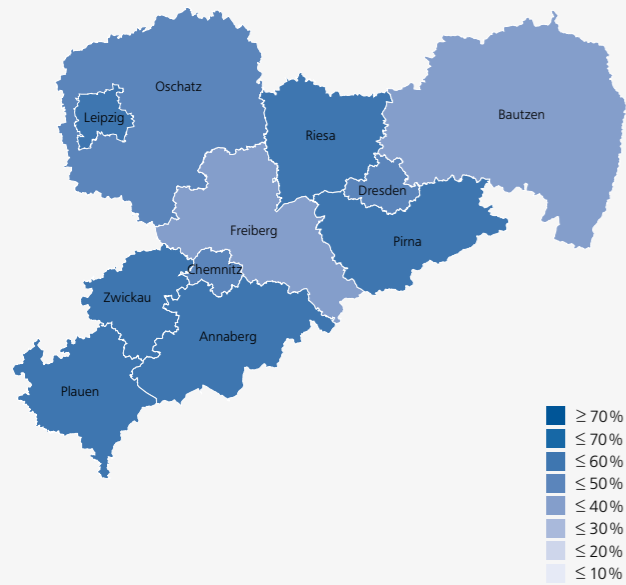 Oschatz
Leipzig
Bautzen
Riesa
Dresden
Freiberg
Pirna
Chemnitz
Zwickau
Annaberg
Plauen
≥ 70 %
≤ 70 %
≤ 60 %
≤ 50 %
≤ 40 %
≤ 30 %
≤ 20 %
≤ 10 %